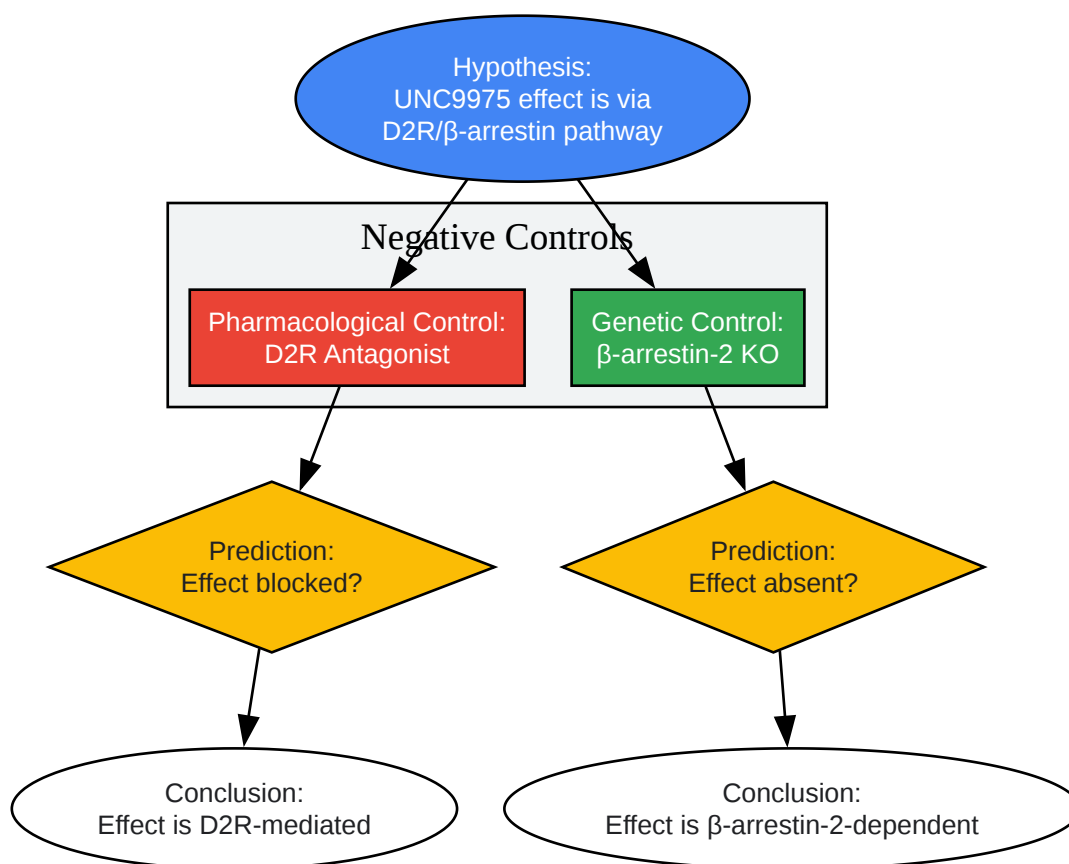 Hypothesis:
UNC9975 effect is via
D2R/β-arrestin pathway
Negative Controls
Pharmacological Control:
D2R Antagonist
Genetic Control:
β-arrestin-2 KO
Prediction:
Effect blocked?
Prediction:
Effect absent?
Conclusion:
Effect is D2R-mediated
Conclusion:
Effect is β-arrestin-2-dependent